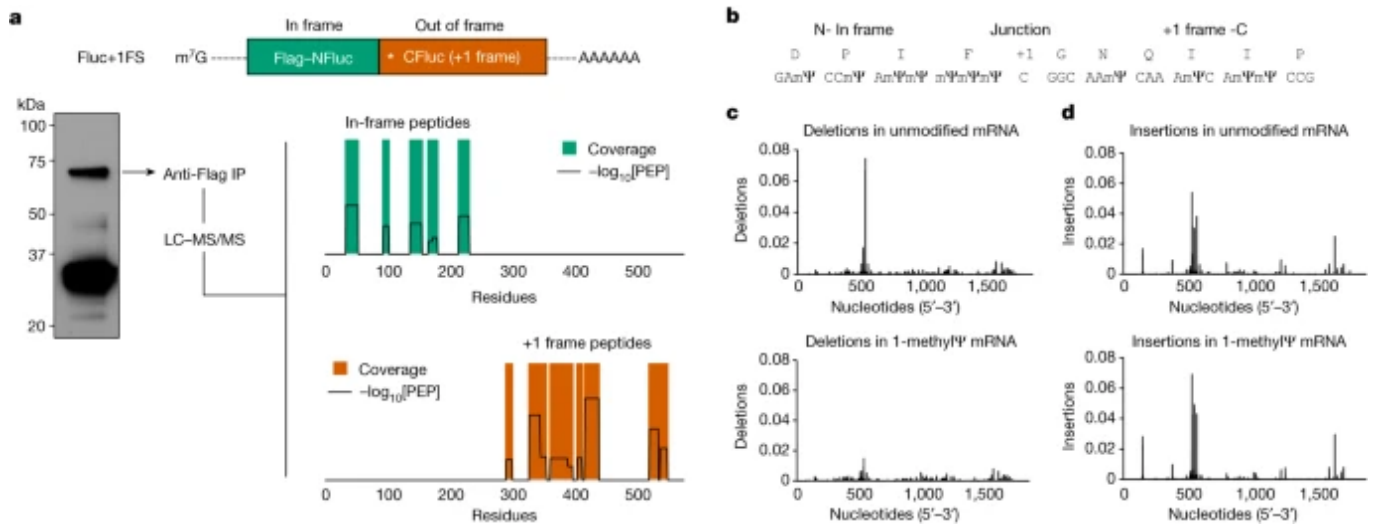 a
In frame Out of frame
Fluc+1FS m⁷G Flag–NFluc * CFluc (+1 frame) AAAAAA
kDa
100
75
50
37
20
Anti-Flag IP
LC–MS/MS
In-frame peptides
Coverage
–log₁₀[PEP]
0 100 200 300 400 500
Residues
+1 frame peptides
Coverage
–log₁₀[PEP]
0 100 200 300 400 500
Residues
b
N- In frame Junction +1 frame -C
D P I F +1 G N Q I I P
GAmΨ CCmΨ AmΨmΨ mΨmΨmΨ C GGC AAmΨ CAA AmΨC AmΨmΨ CCG
c
Deletions in unmodified mRNA
Deletions
0.08
0.06
0.04
0.02
0
0 500 1,000 1,500
Nucleotides (5′–3′)
Deletions in 1-methylΨ mRNA
Deletions
0.08
0.06
0.04
0.02
0
0 500 1,000 1,500
Nucleotides (5′–3′)
d
Insertions in unmodified mRNA
Insertions
0.08
0.06
0.04
0.02
0
0 500 1,000 1,500
Nucleotides (5′–3′)
Insertions in 1-methylΨ mRNA
Insertions
0.08
0.06
0.04
0.02
0
0 500 1,000 1,500
Nucleotides (5′–3′)